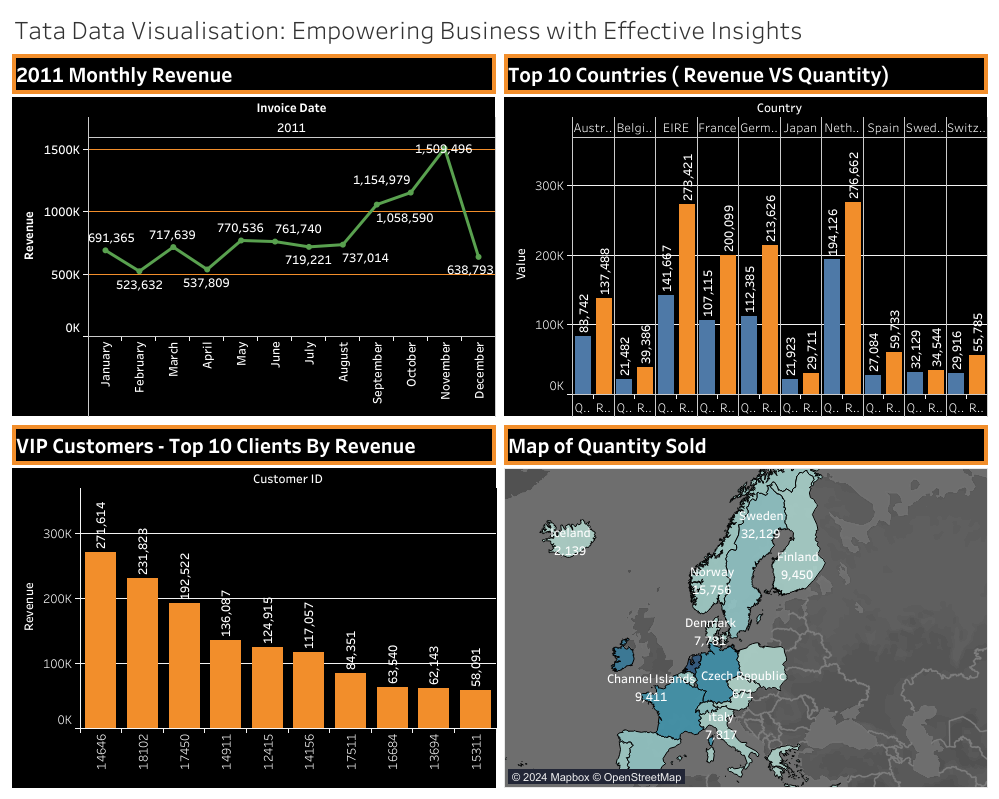 Tata Data Visualisation: Empowering Business with Effective Insights
2011 Monthly Revenue
Invoice Date
2011
Revenue
1500K
1000K
500K
0K
691,365
523,632
717,639
537,809
770,536
761,740
719,221
737,014
1,058,590
1,154,979
1,509,496
638,793
January
February
March
April
May
June
July
August
September
October
November
December
Top 10 Countries ( Revenue VS Quantity)
Country
Austr.. Belgi.. EIRE France Germ.. Japan Neth.. Spain Swed.. Switz..
Value
300K
200K
100K
0K
83,742
137,488
21,482
39,386
141,667
273,421
107,115
200,099
112,385
213,626
21,923
29,711
194,126
276,662
27,084
59,733
32,129
34,544
29,916
55,785
Q.. R.. Q.. R.. Q.. R.. Q.. R.. Q.. R.. Q.. R.. Q.. R.. Q.. R.. Q.. R.. Q.. R..
VIP Customers - Top 10 Clients By Revenue
Customer ID
Revenue
300K
200K
100K
0K
271,614
231,823
192,522
136,087
124,915
117,057
84,351
63,540
62,143
58,091
14646
18102
17450
14911
12415
14156
17511
16684
13694
15311
Map of Quantity Sold
Iceland
2,139
Sweden
32,129
Finland
9,450
Norway
15,756
Denmark
7,781
Channel Islands
9,411
Czech Republic
671
Italy
7,817
© 2024 Mapbox © OpenStreetMap